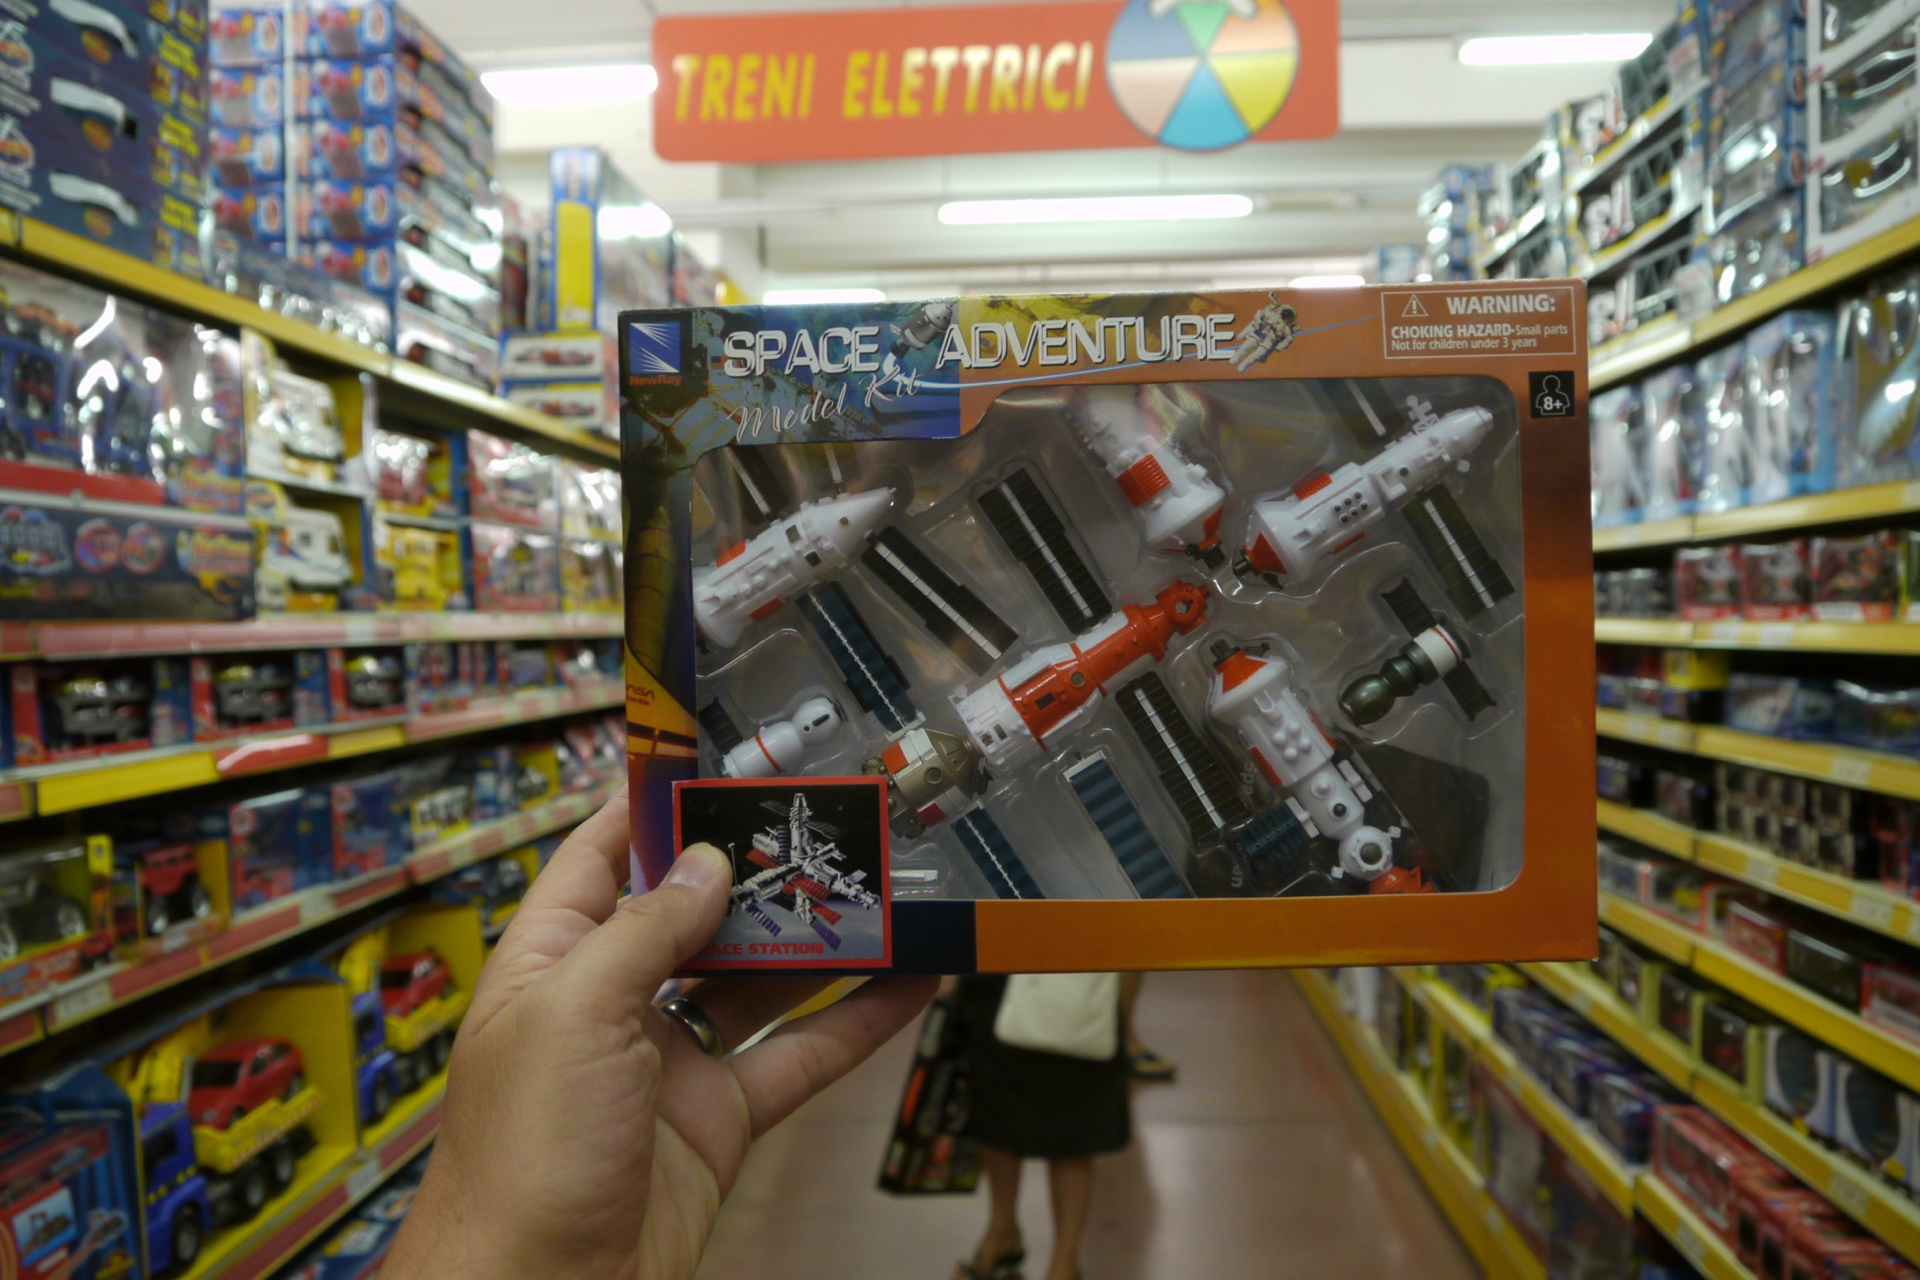 TRENI ELETTRICI
SPACE ADVENTURE
Model Kit
NewRay
WARNING:
CHOKING HAZARD-Small parts
Not for children under 3 years
8+
NASA
ACE STATION